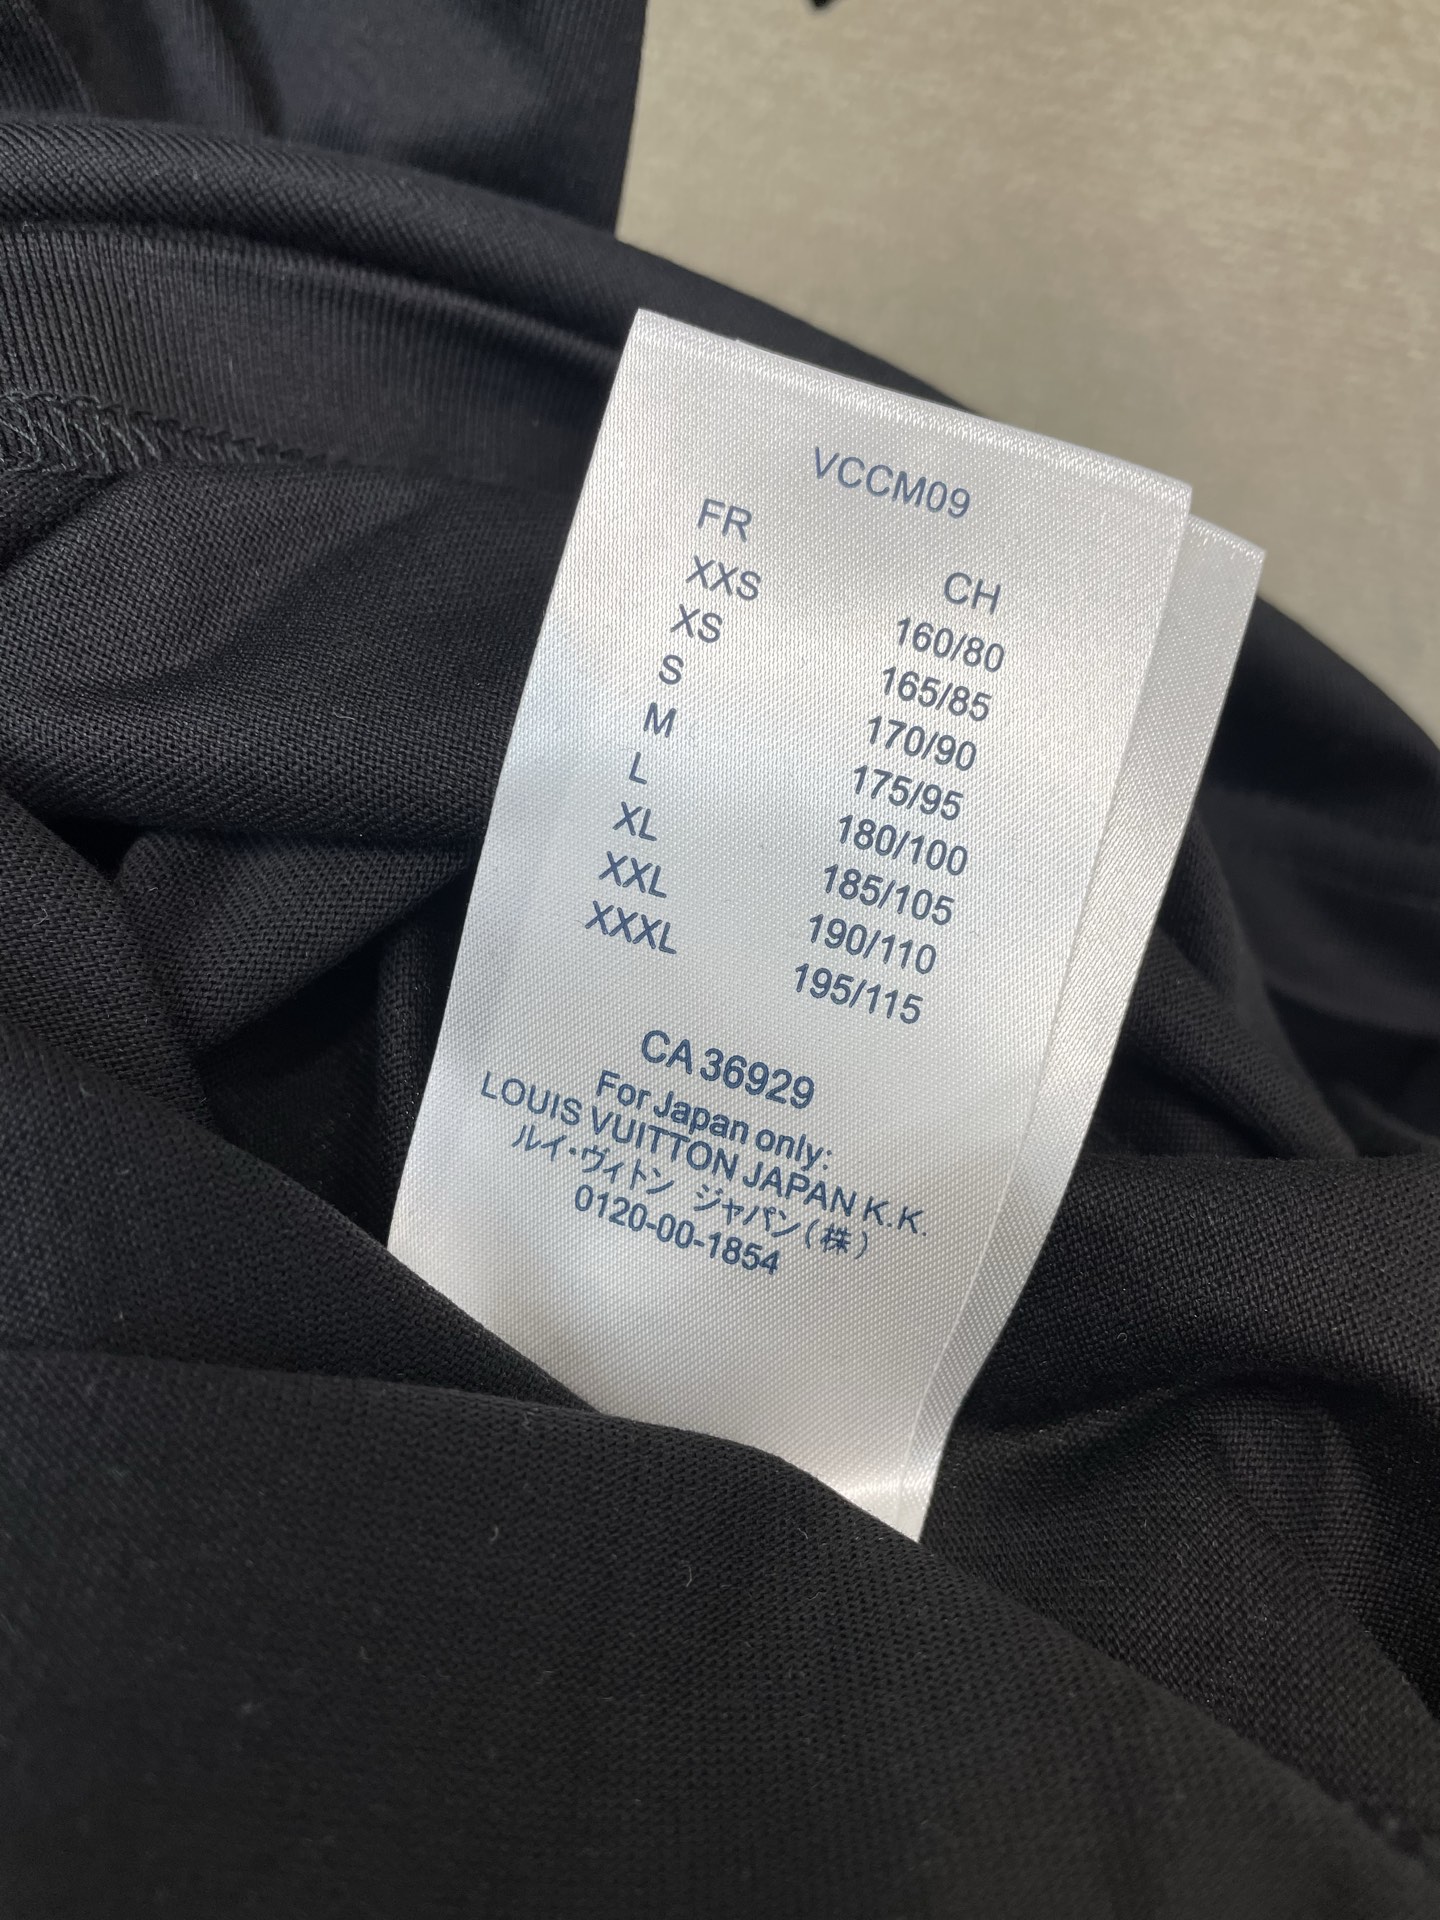 VCCM09
FR CH
XXS 160/80
XS 165/85
S 170/90
M 175/95
L 180/100
XL 185/105
XXL 190/110
XXXL 195/115
CA 36929
For Japan only:
LOUIS VUITTON JAPAN K.K.
ルイ・ヴィトン ジャパン(株)
0120-00-1854